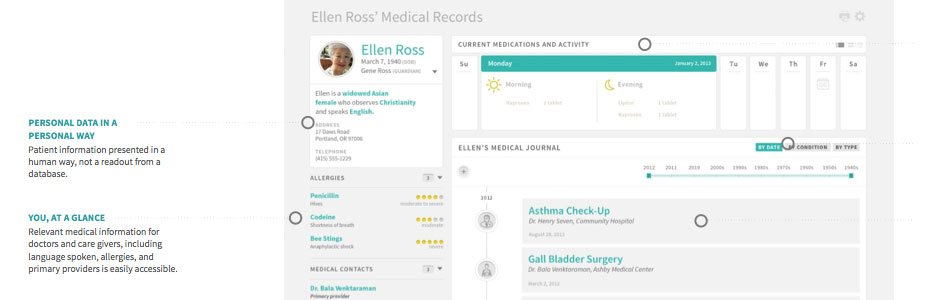 Ellen Ross' Medical Records
PERSONAL DATA IN A
PERSONAL WAY
Patient information presented in a
human way, not a readout from a
database.
YOU, AT A GLANCE
Relevant medical information for
doctors and care givers, including
language spoken, allergies, and
primary providers is easily accessible.
Ellen Ross
March 7, 1940 (DOB)
Gene Ross (GUARDIAN)
Ellen is a widowed Asian
female who observes Christianity
and speaks English.
ADDRESS
17 Daws Road
Portland, OR 97006
TELEPHONE
(415) 555-1229
ALLERGIES 3
Penicillin
Hives moderate to severe
Codeine
Shortness of breath moderate
Bee Stings
Anaphylactic shock severe
MEDICAL CONTACTS 3
Dr. Bala Venktaraman
Primary provider
CURRENT MEDICATIONS AND ACTIVITY
Su Monday January 2, 2013 Tu We Th Fr Sa
Morning Evening
Naproxen 1 tablet Lipitor 1 tablet
Naproxen 1 tablet
ELLEN'S MEDICAL JOURNAL BY DATE BY CONDITION BY TYPE
2012 2011 2010 2000s 1990s 1980s 1970s 1960s 1950s 1940s
2012
Asthma Check-Up
Dr. Henry Seven, Community Hospital
August 28, 2012
Gall Bladder Surgery
Dr. Bala Venktaraman, Ashby Medical Center
March 2, 2012